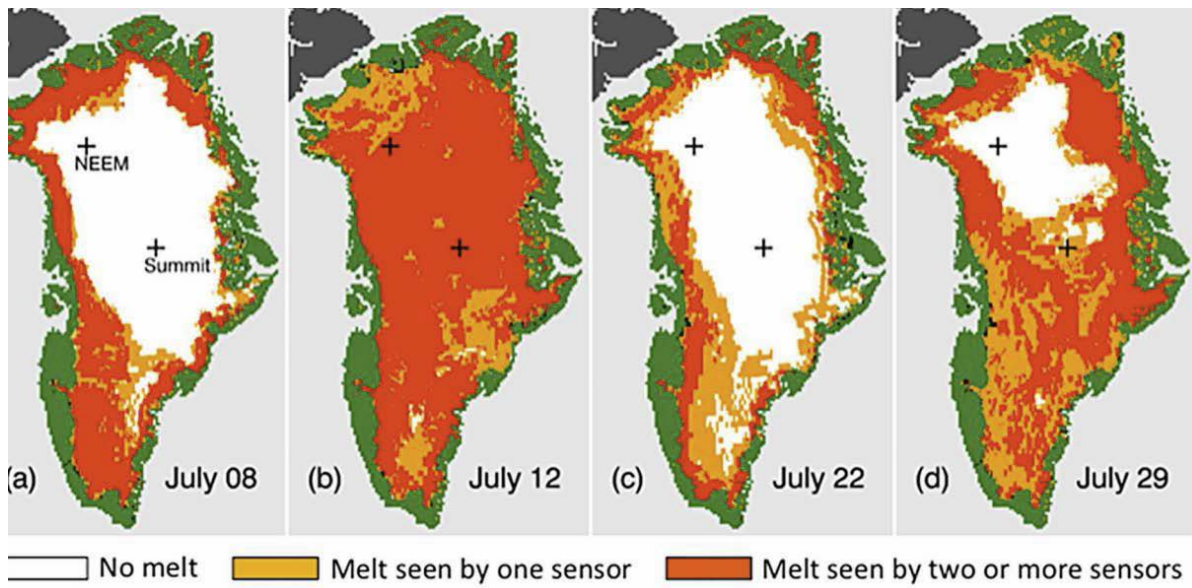 NEEM
Summit
(a) July 08
(b) July 12
(c) July 22
(d) July 29
No melt
Melt seen by one sensor
Melt seen by two or more sensors